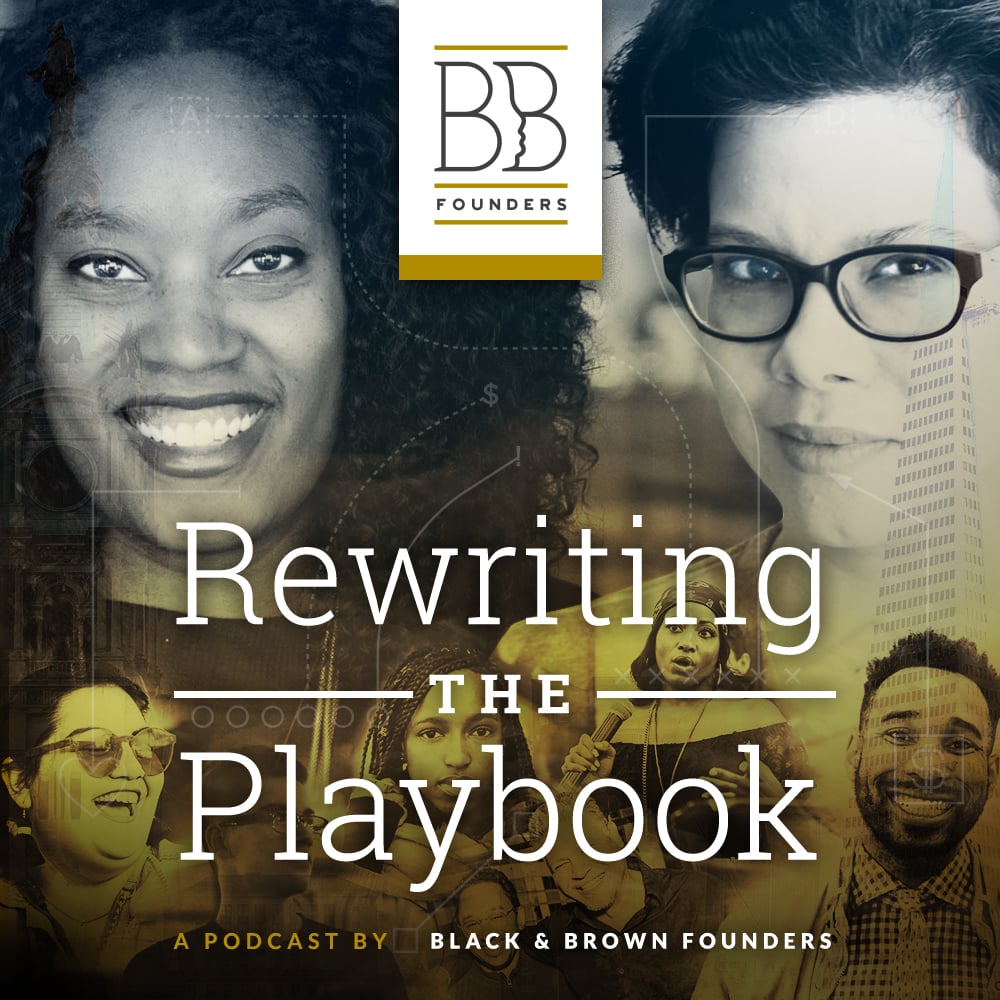 BB
FOUNDERS
A
D
$
Rewriting
THE
Playbook
$
A PODCAST BY BLACK & BROWN FOUNDERS